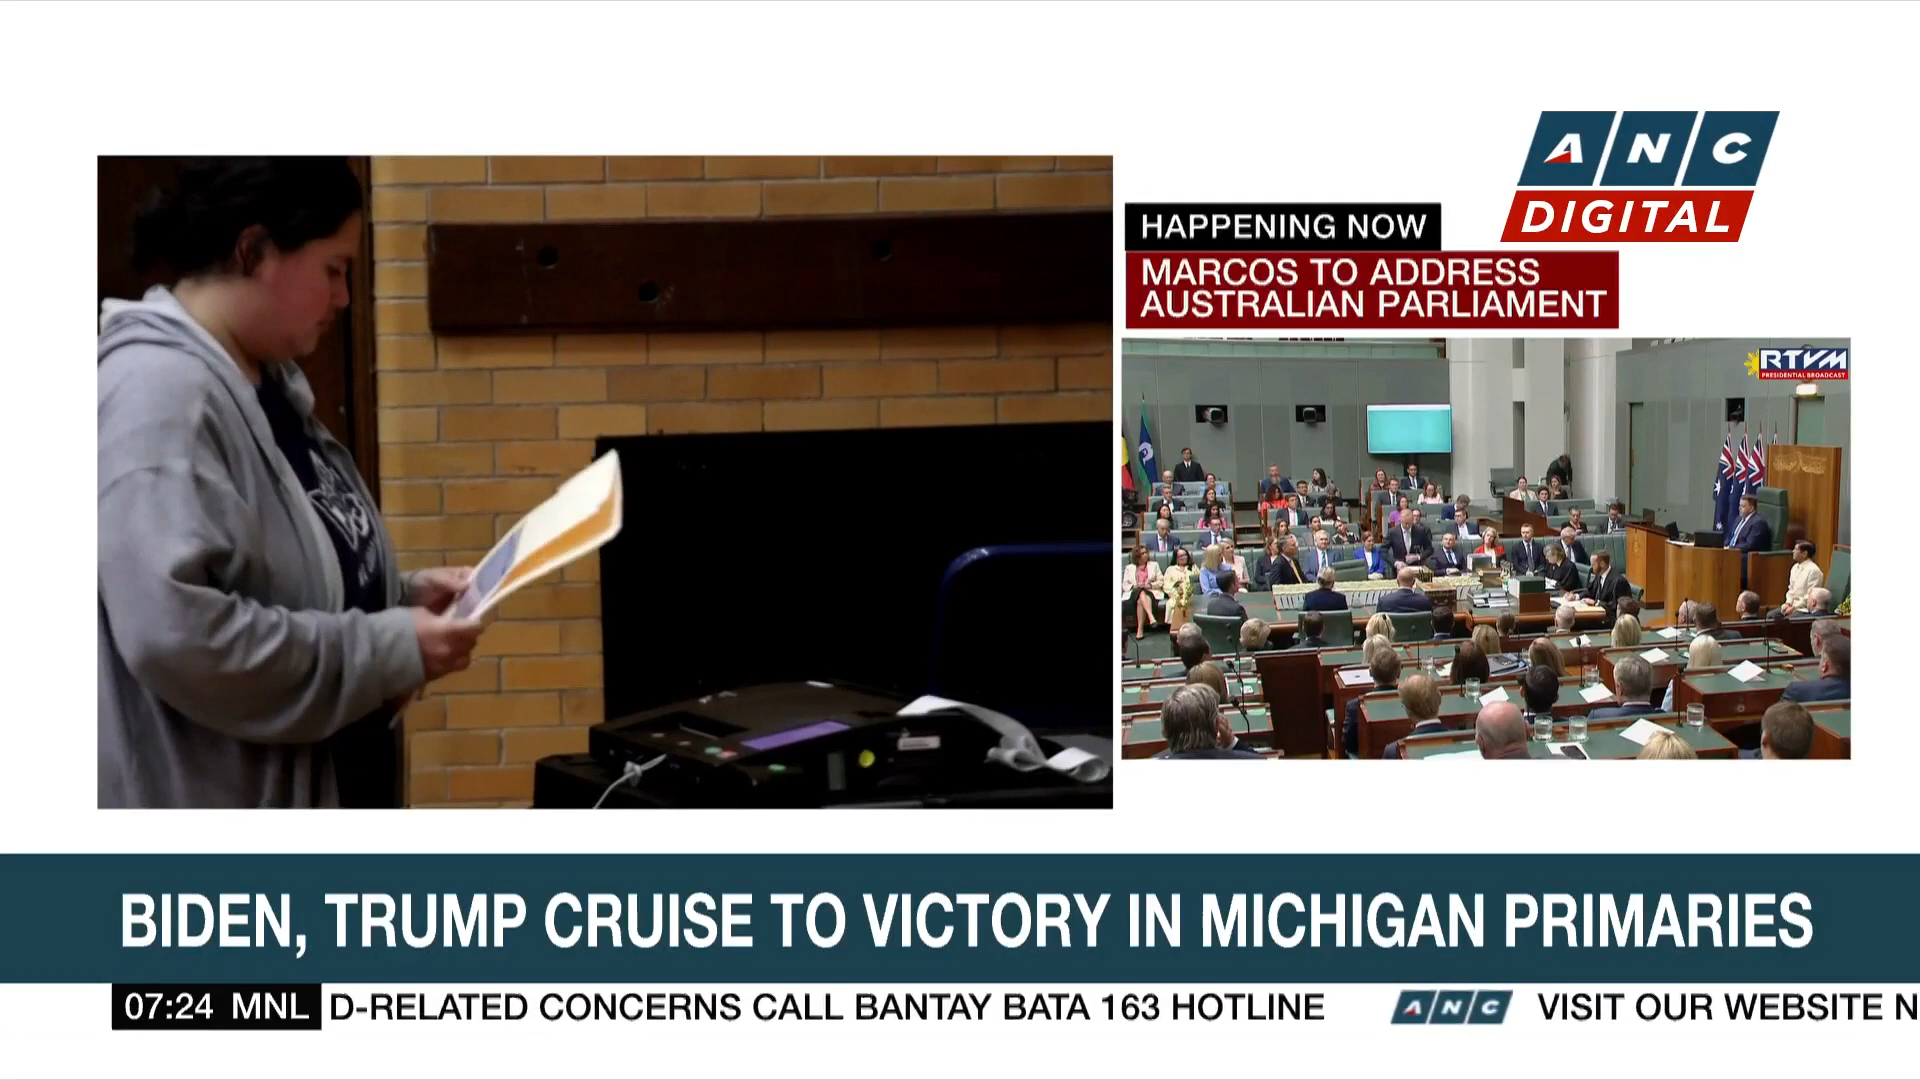 ANC
DIGITAL
HAPPENING NOW
MARCOS TO ADDRESS
AUSTRALIAN PARLIAMENT
RTVM
PRESIDENTIAL BROADCAST
BIDEN, TRUMP CRUISE TO VICTORY IN MICHIGAN PRIMARIES
07:24 MNL D-RELATED CONCERNS CALL BANTAY BATA 163 HOTLINE ANC VISIT OUR WEBSITE N